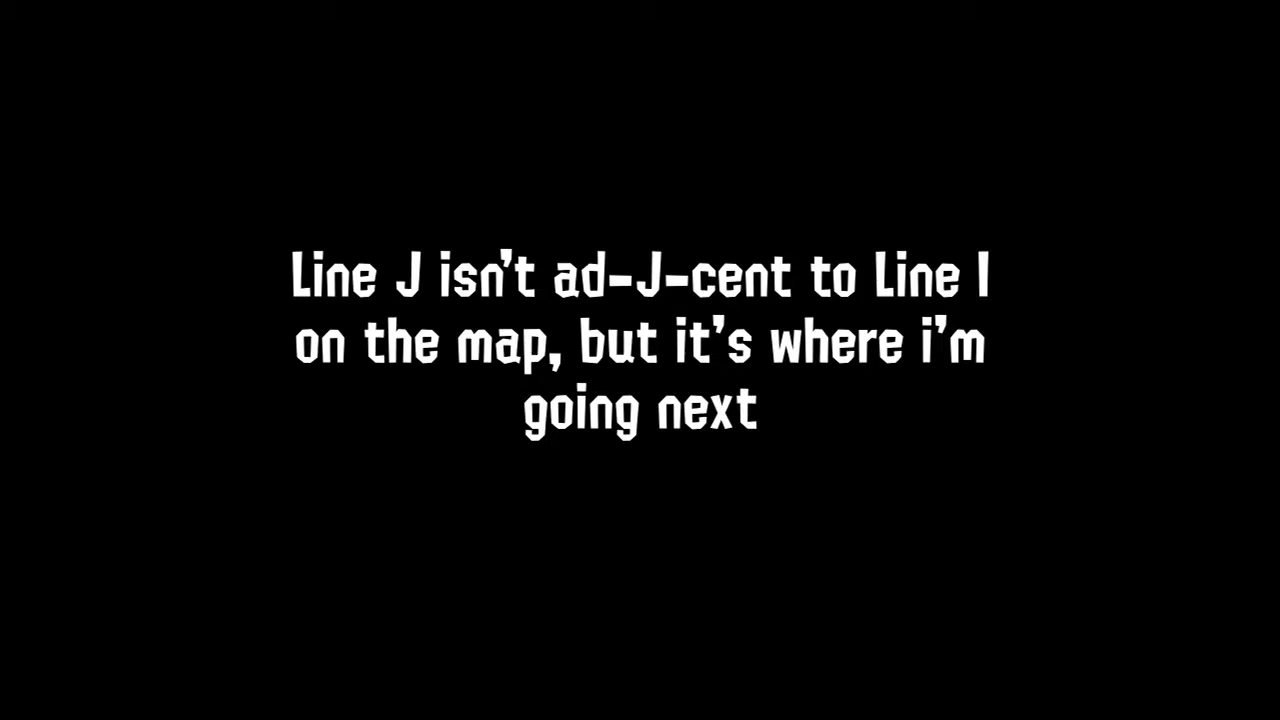 Line J isn't ad-J-cent to Line I
on the map, but it's where i'm
going next